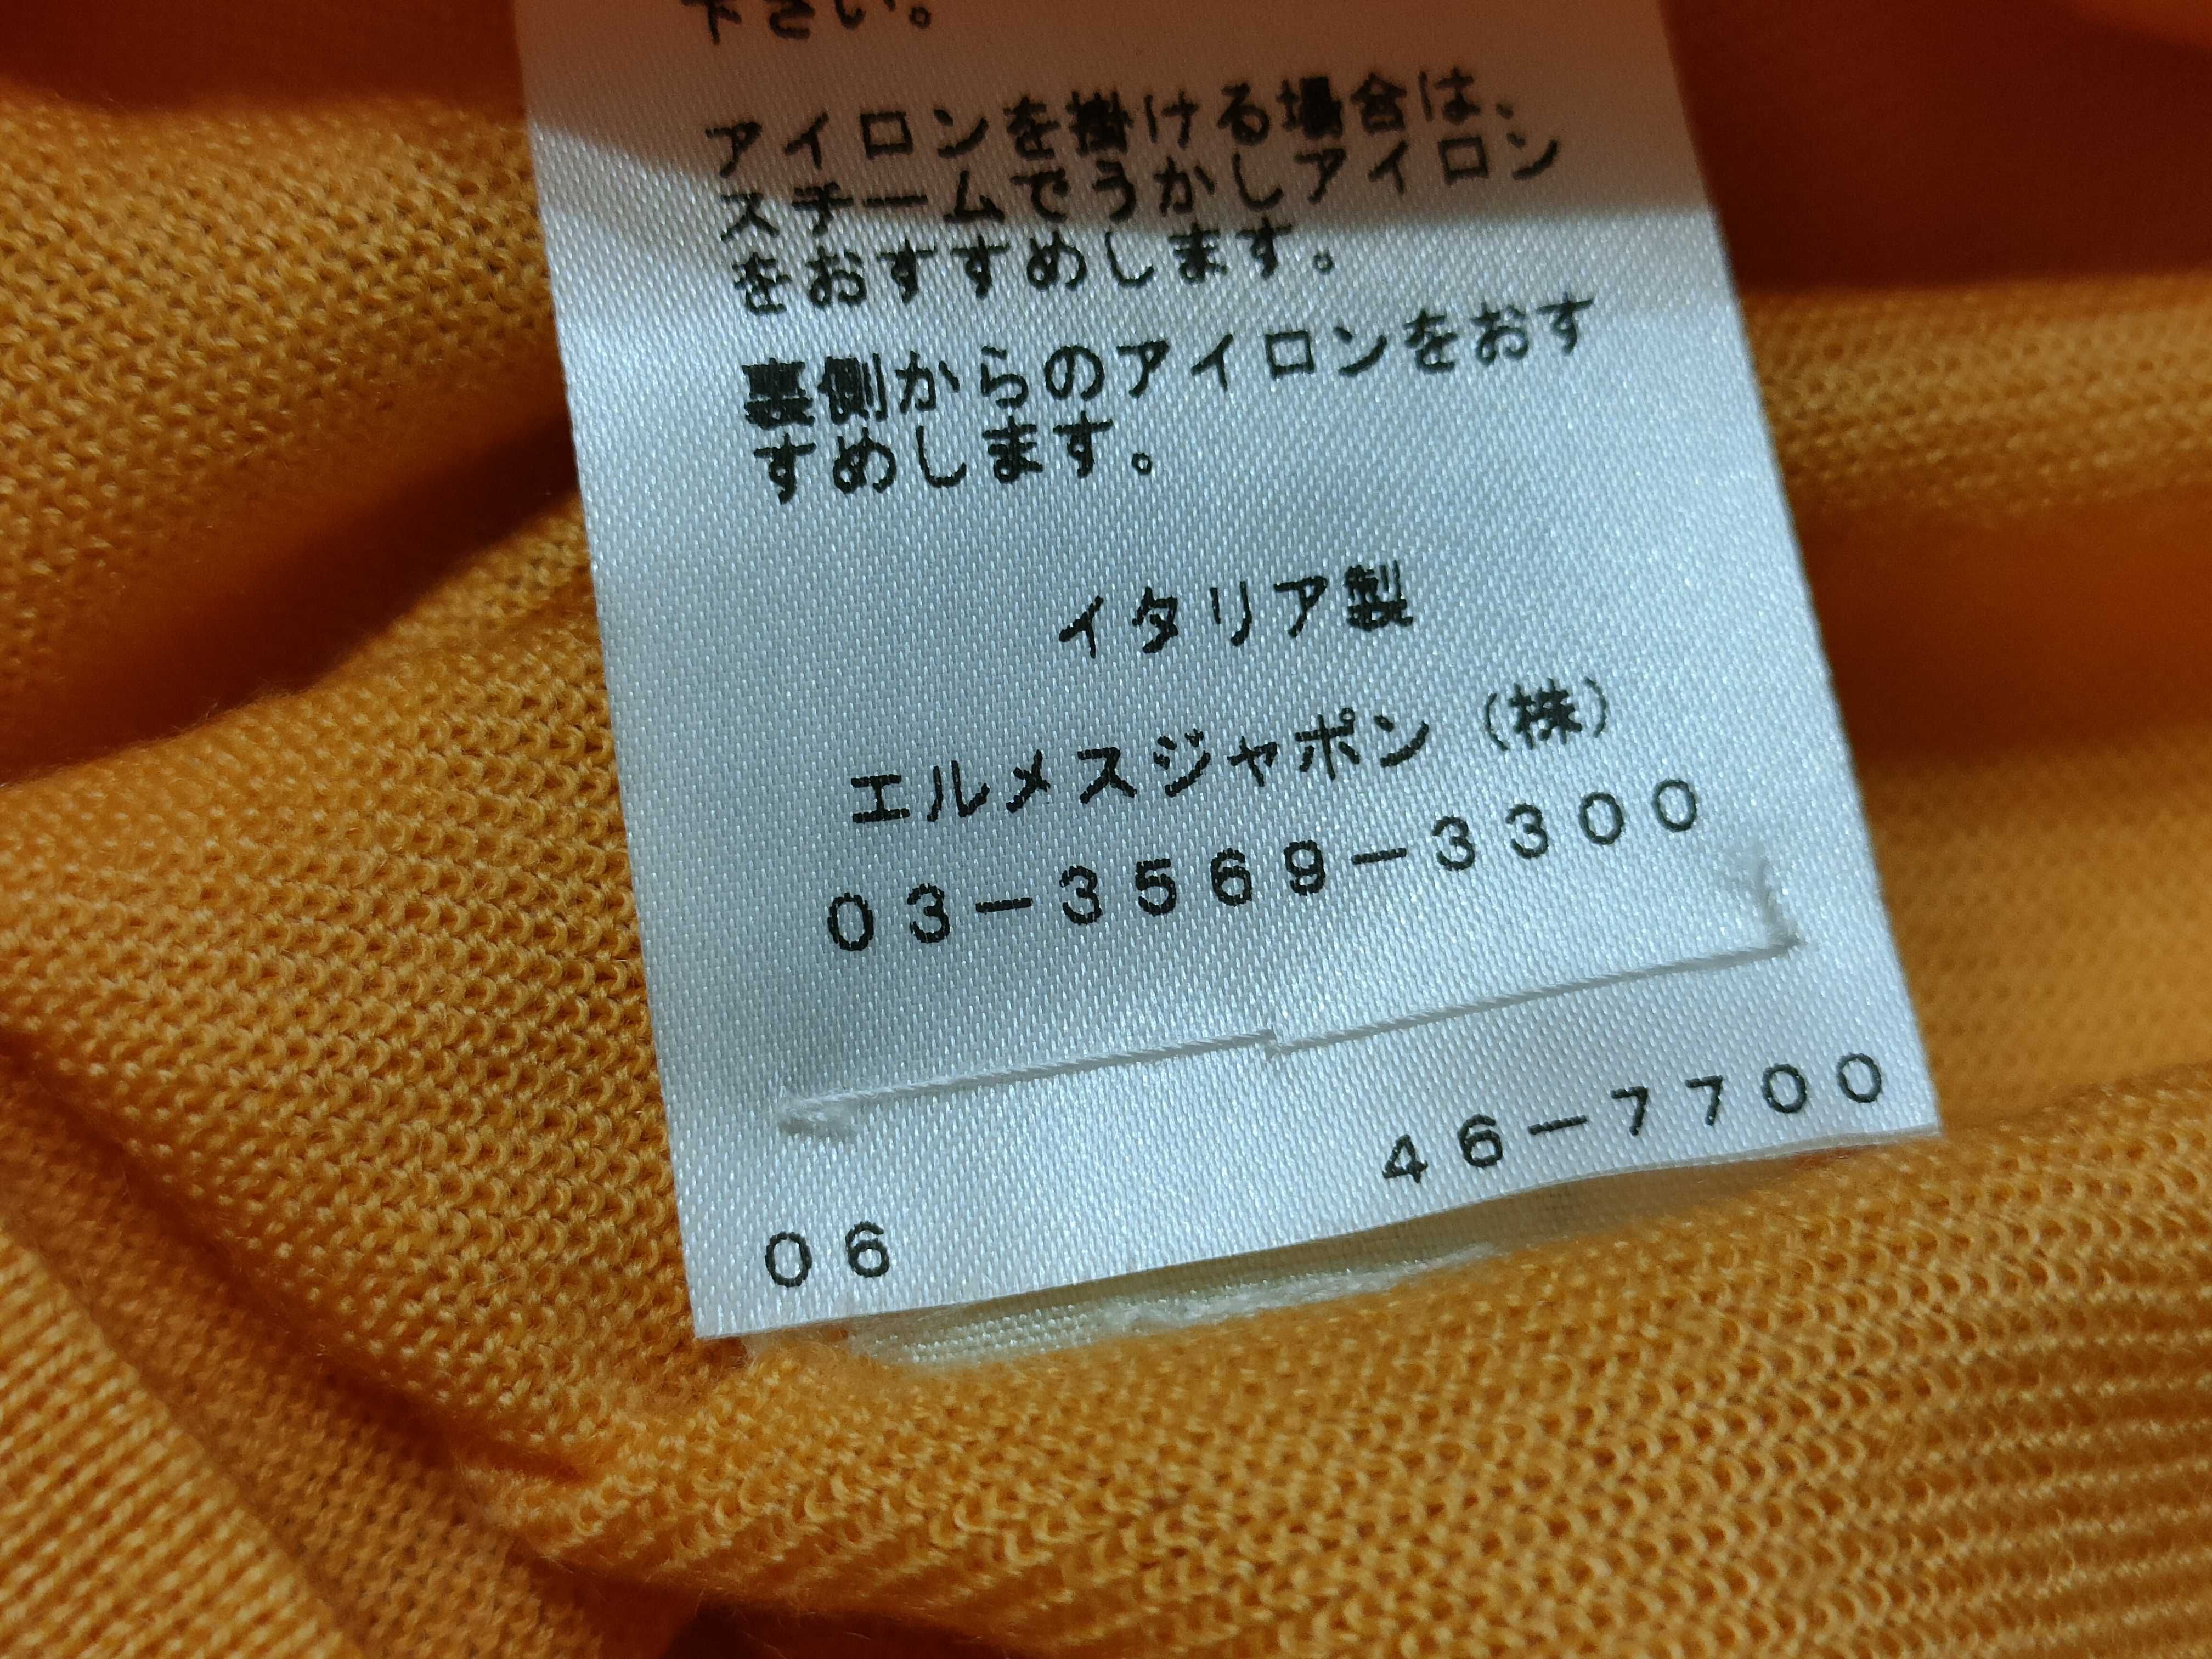 下さい。
アイロンを掛ける場合は、
スチームでうかしアイロン
をおすすめします。
裏側からのアイロンをおす
すめします。
イタリア製
エルメスジャポン（株）
03-3569-3300
46-7700
06